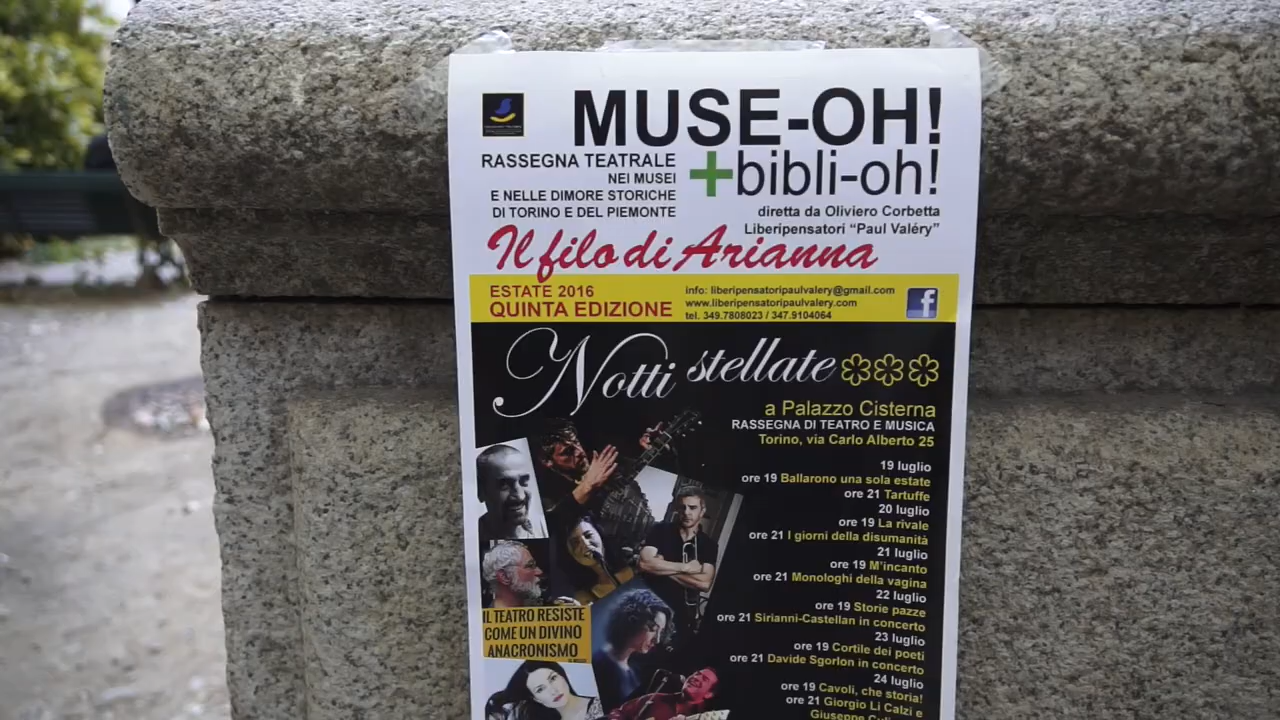 MUSE-OH!
+bibli-oh!
RASSEGNA TEATRALE
NEI MUSEI
E NELLE DIMORE STORICHE
DI TORINO E DEL PIEMONTE
diretta da Oliviero Corbetta
Liberipensatori “Paul Valéry”
Il filo di Arianna
ESTATE 2016
QUINTA EDIZIONE
info: liberipensatoripaulvalery@gmail.com
www.liberipensatoripaulvalery.com
tel. 349.7808023 / 347.9104064
f
Notti stellate
a Palazzo Cisterna
RASSEGNA DI TEATRO E MUSICA
Torino, via Carlo Alberto 25
19 luglio
ore 19 Ballarono una sola estate
ore 21 Tartuffe
20 luglio
ore 19 La rivale
ore 21 I giorni della disumanità
21 luglio
ore 19 M'incanto
ore 21 Monologhi della vagina
22 luglio
ore 19 Storie pazze
ore 21 Sirianni-Castellan in concerto
23 luglio
ore 19 Cortile dei poeti
ore 21 Davide Sgorlon in concerto
24 luglio
ore 19 Cavoli, che storia!
ore 21 Giorgio Li Calzi e
Giuseppe
IL TEATRO RESISTE
COME UN DIVINO
ANACRONISMO